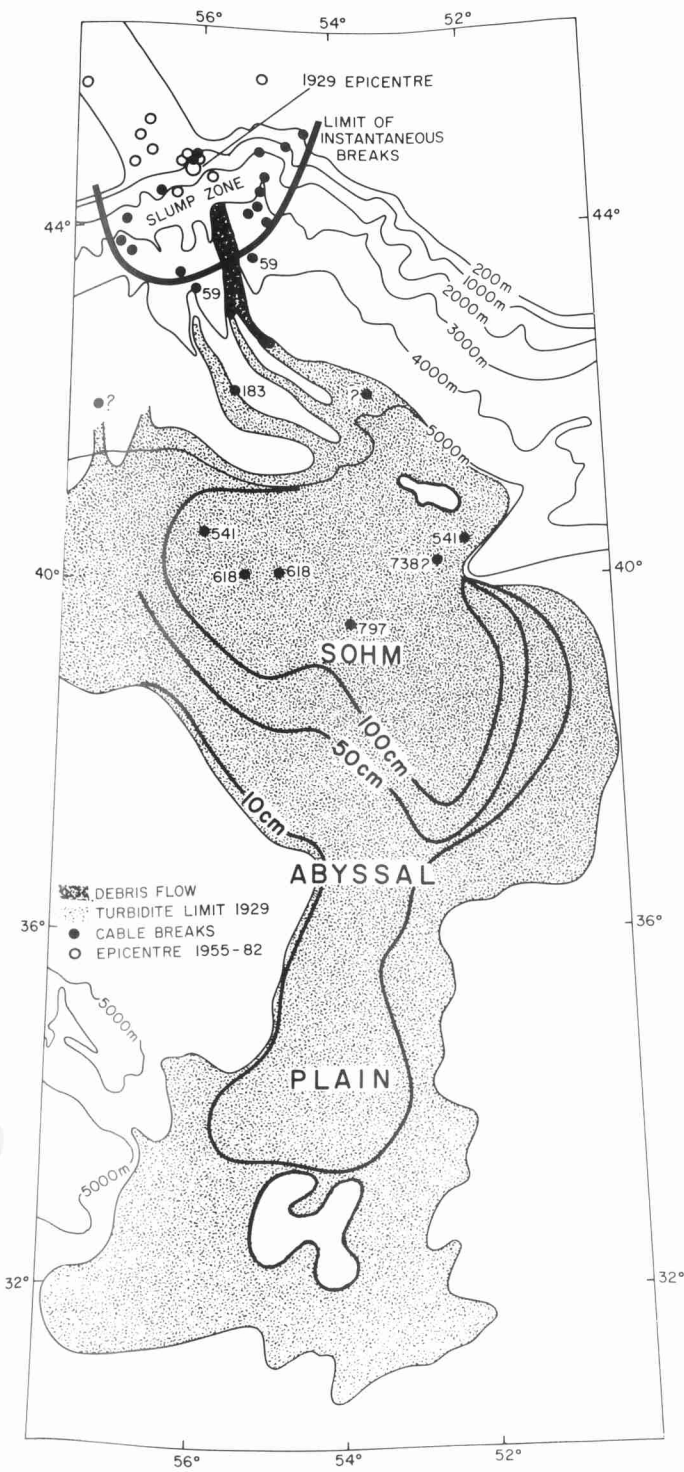 56°
54°
52°
1929 EPICENTRE
LIMIT OF
INSTANTANEOUS
BREAKS
SLUMP ZONE
44°
44°
200m
1000m
2000m
3000m
4000m
5000m
59
59
183
?
?
541
541
738?
618
618
797
40°
40°
SOHM
100cm
50cm
10cm
ABYSSAL
DEBRIS FLOW
TURBIDITE LIMIT 1929
CABLE BREAKS
EPICENTRE 1955-82
36°
36°
5000m
PLAIN
5000m
32°
32°
56°
54°
52°